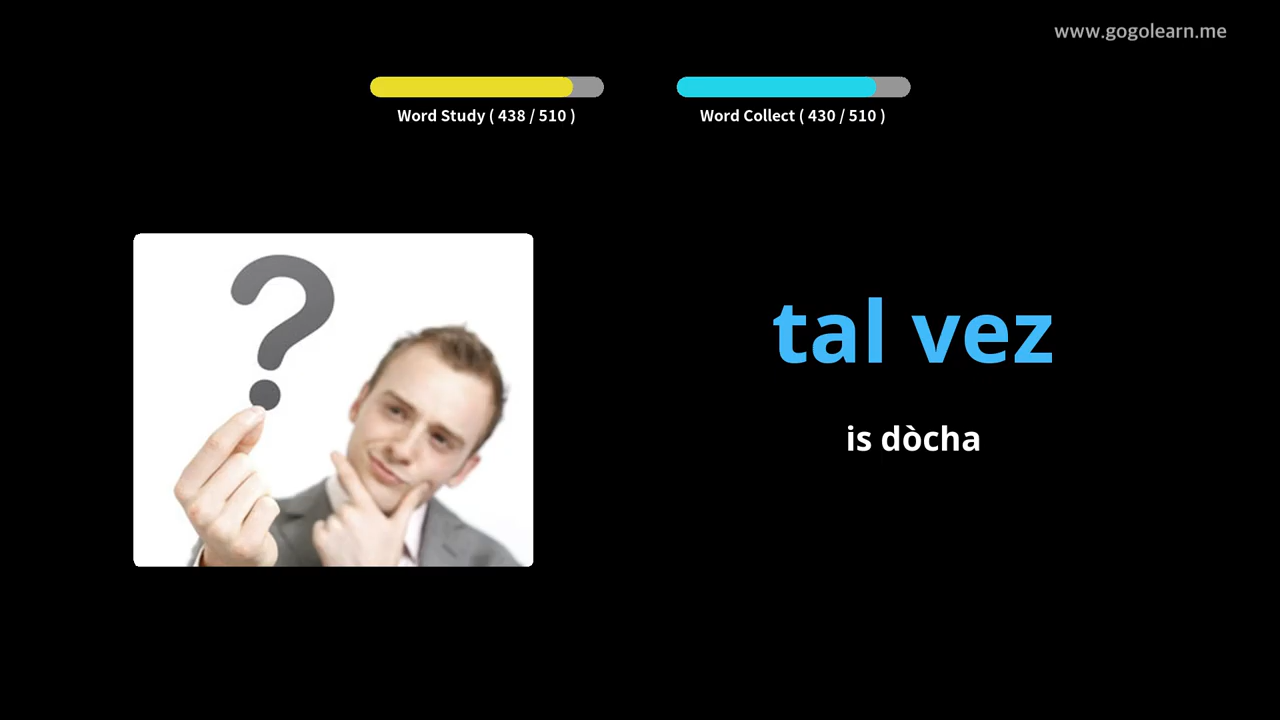 www.gogolearn.me
Word Study ( 438 / 510 )
Word Collect ( 430 / 510 )
?
tal vez
is dòcha